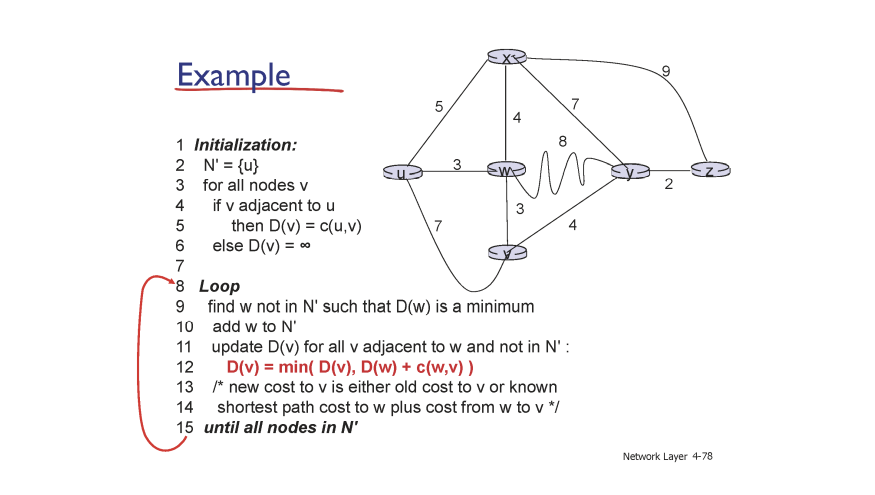 Example
1 Initialization:
2 N' = {u}
3 for all nodes v
4 if v adjacent to u
5 then D(v) = c(u,v)
6 else D(v) = ∞
7
8 Loop
9 find w not in N' such that D(w) is a minimum
10 add w to N'
11 update D(v) for all v adjacent to w and not in N' :
12 D(v) = min( D(v), D(w) + c(w,v) )
13 /* new cost to v is either old cost to v or known
14 shortest path cost to w plus cost from w to v */
15 until all nodes in N'
x
9
5
4
7
8
u
3
w
y
2
z
3
7
4
v
Network Layer 4-78